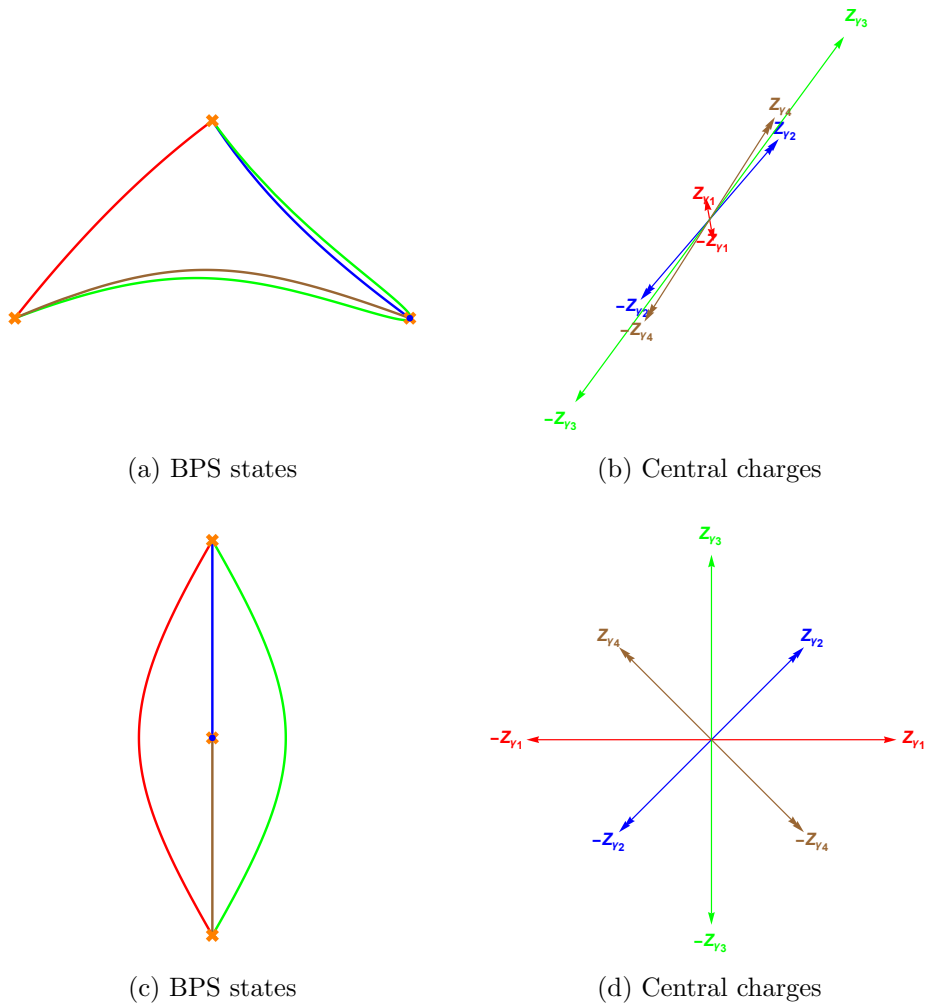 Zγ3
Zγ4
Zγ2
Zγ1
−Zγ1
−Zγ2
−Zγ4
−Zγ3
(a) BPS states
(b) Central charges
Zγ3
Zγ4
Zγ2
−Zγ1
Zγ1
−Zγ2
−Zγ4
−Zγ3
(c) BPS states
(d) Central charges